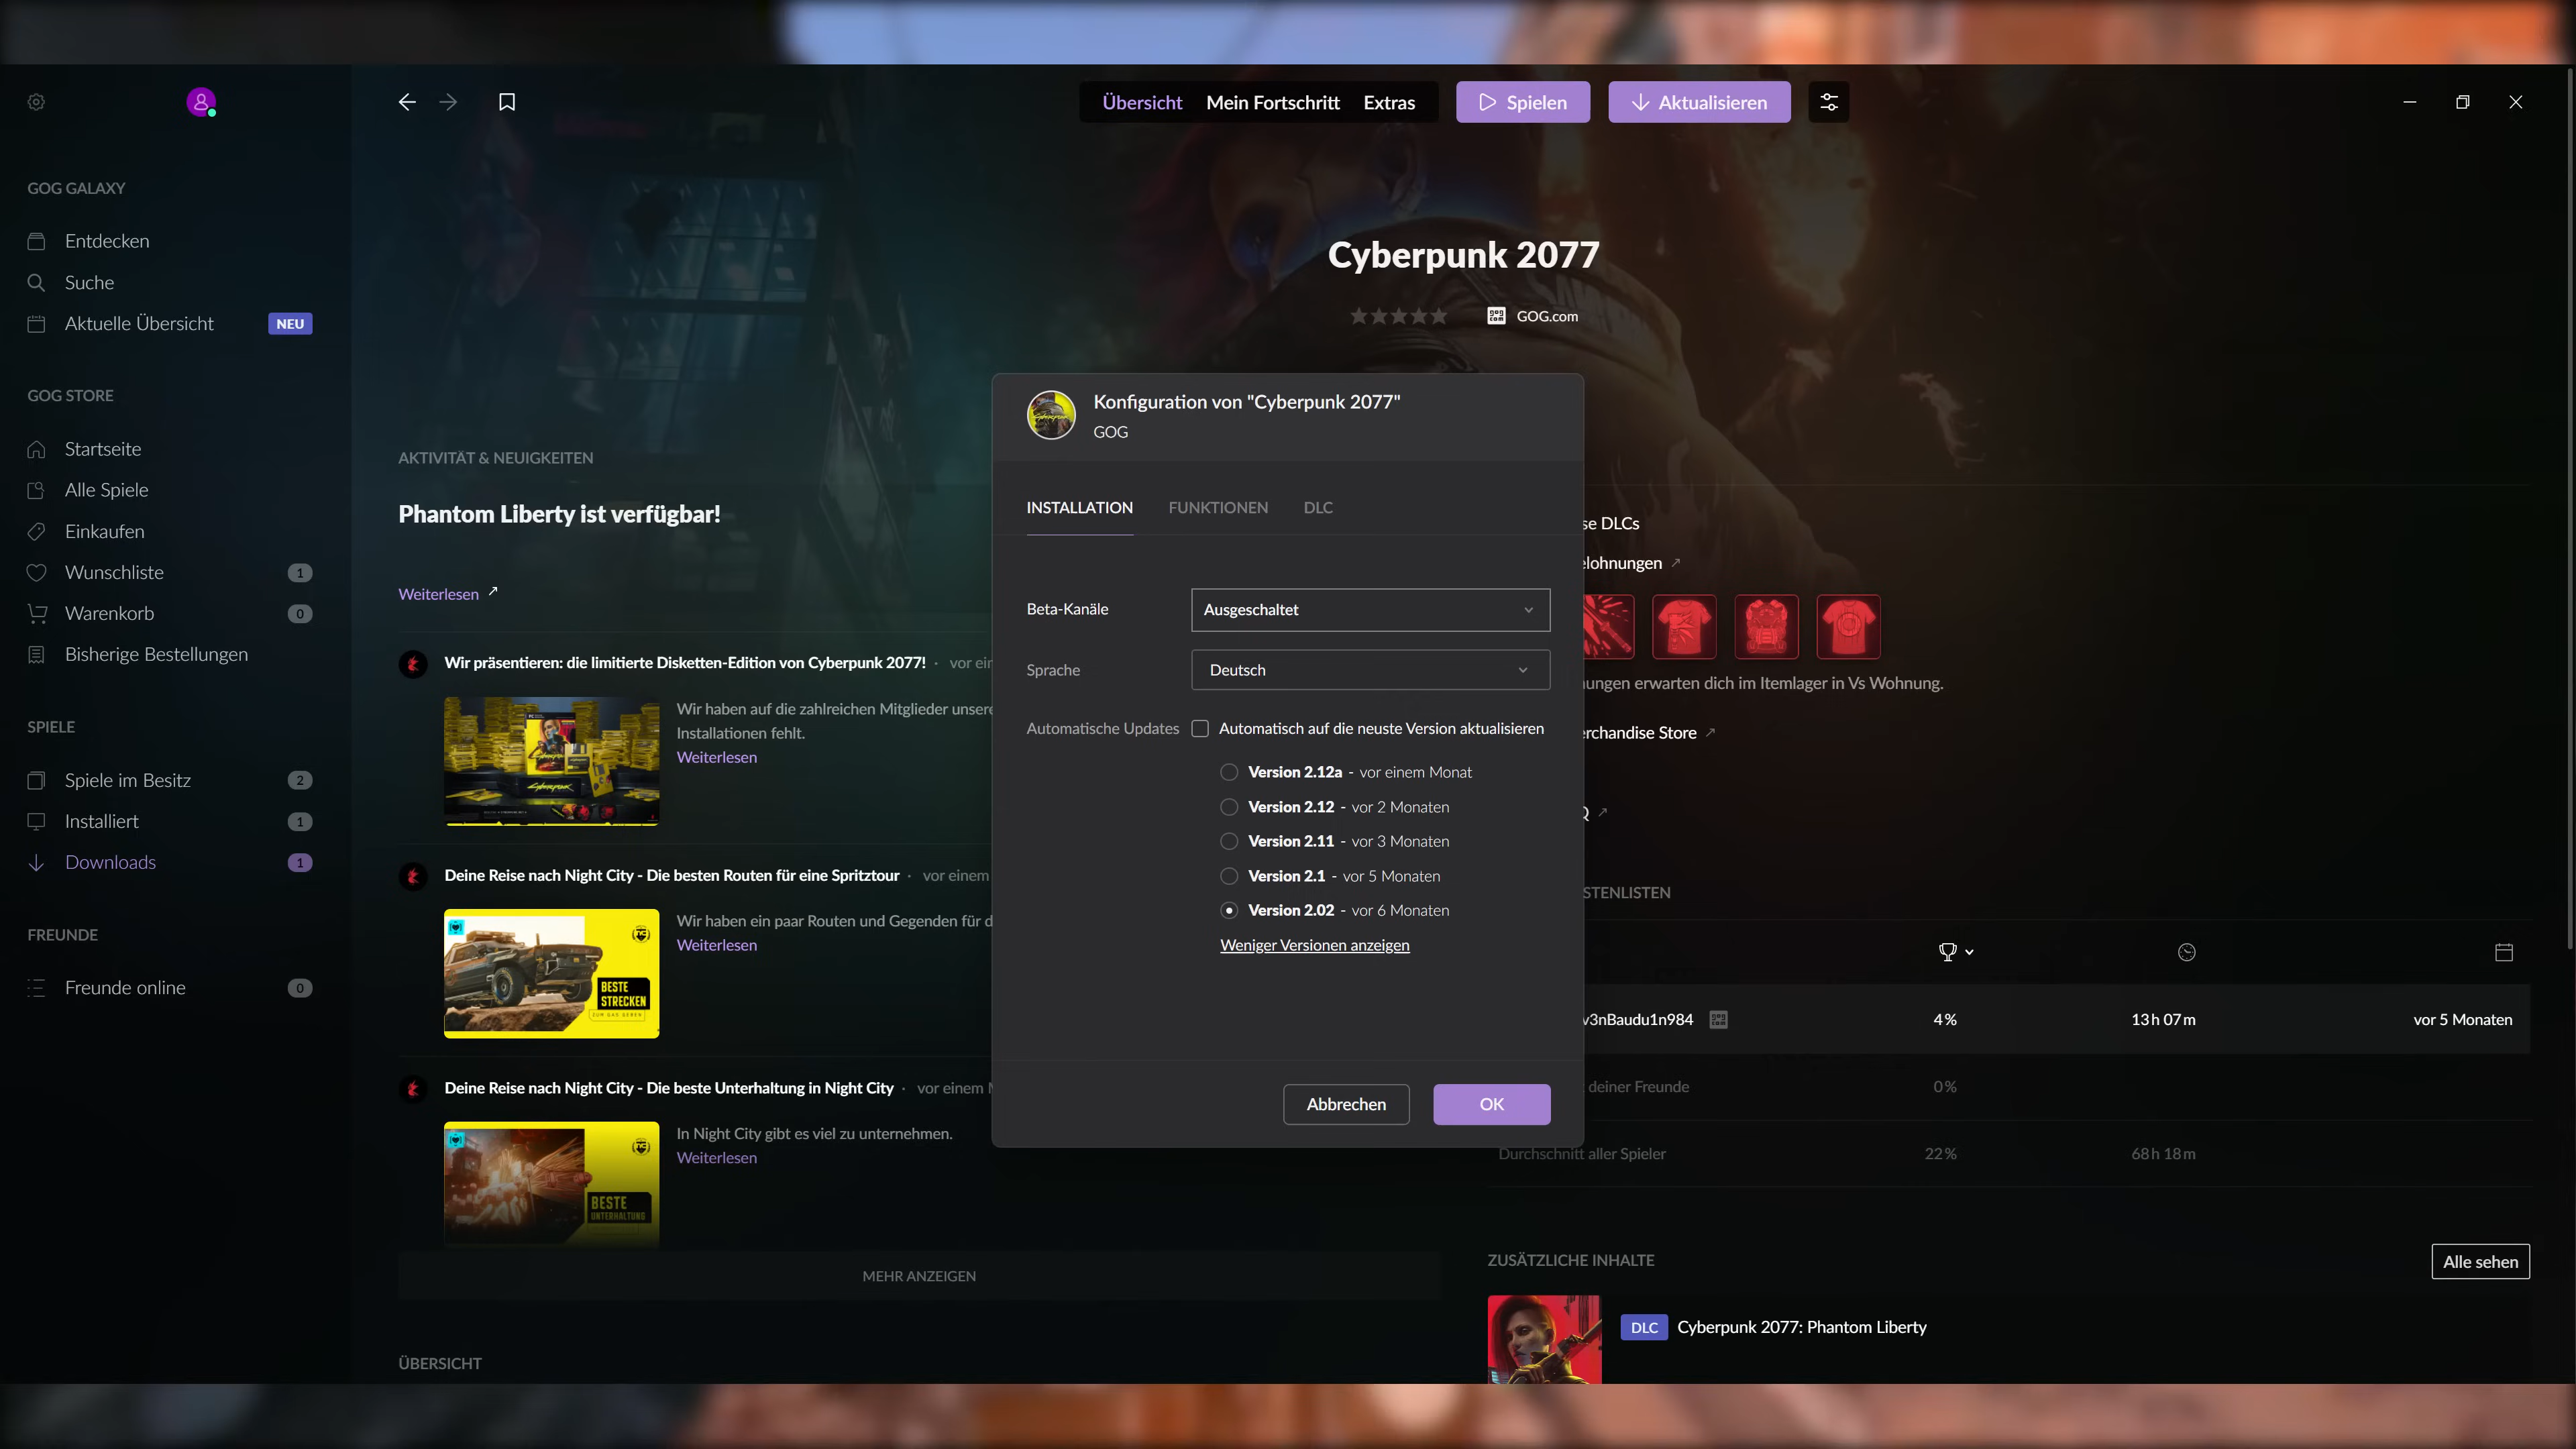 Übersicht
Mein Fortschritt
Extras
Spielen
Aktualisieren
GOG GALAXY
Entdecken
Suche
Aktuelle Übersicht
NEU
GOG STORE
Startseite
Alle Spiele
Einkaufen
Wunschliste
1
Warenkorb
0
Bisherige Bestellungen
SPIELE
Spiele im Besitz
2
Installiert
1
Downloads
1
FREUNDE
Freunde online
0
Cyberpunk 2077
GOG.com
AKTIVITÄT & NEUIGKEITEN
Phantom Liberty ist verfügbar!
Weiterlesen
Wir präsentieren: die limitierte Disketten-Edition von Cyberpunk 2077!
· vor ein
Wir haben auf die zahlreichen Mitglieder unsere
Installationen fehlt.
Weiterlesen
Deine Reise nach Night City - Die besten Routen für eine Spritztour
· vor einem
BESTE
STRECKEN
Wir haben ein paar Routen und Gegenden für d
Weiterlesen
Deine Reise nach Night City - Die beste Unterhaltung in Night City
· vor einem
BESTE
UNTERHALTUNG
In Night City gibt es viel zu unternehmen.
Weiterlesen
MEHR ANZEIGEN
ÜBERSICHT
Konfiguration von "Cyberpunk 2077"
GOG
INSTALLATION
FUNKTIONEN
DLC
Beta-Kanäle
Ausgeschaltet
Sprache
Deutsch
Automatische Updates
Automatisch auf die neuste Version aktualisieren
Version 2.12a - vor einem Monat
Version 2.12 - vor 2 Monaten
Version 2.11 - vor 3 Monaten
Version 2.1 - vor 5 Monaten
Version 2.02 - vor 6 Monaten
Weniger Versionen anzeigen
Abbrechen
OK
se DLCs
elohnungen
ungen erwarten dich im Itemlager in Vs Wohnung.
erchandise Store
Q
STENLISTEN
v3nBaudu1n984
4%
13h 07m
vor 5 Monaten
deiner Freunde
0%
Durchschnitt aller Spieler
22%
68h 18m
ZUSÄTZLICHE INHALTE
Alle sehen
DLC
Cyberpunk 2077: Phantom Liberty